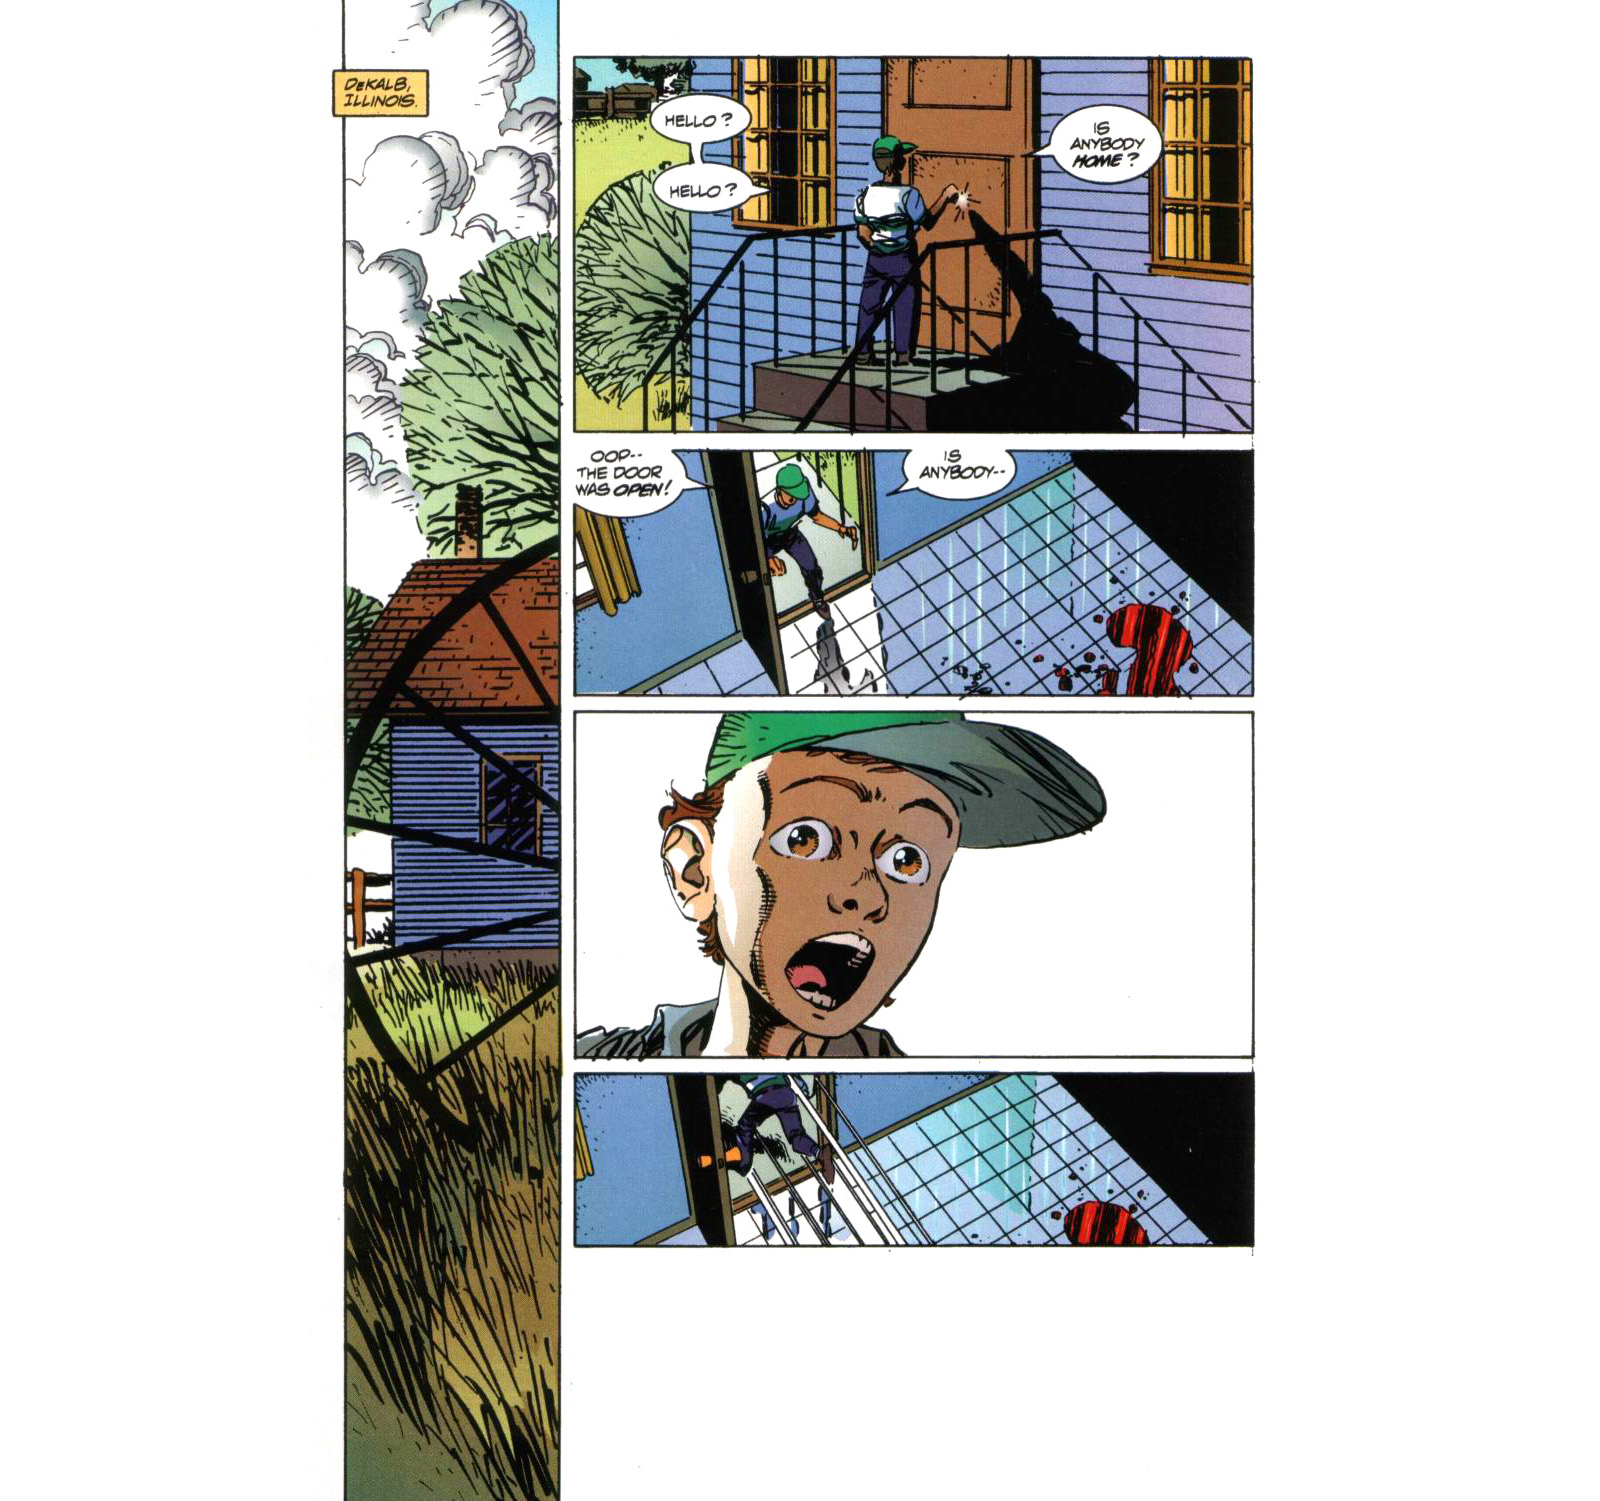 DeKALB,
ILLINOIS.
HELLO?
HELLO?
IS
ANYBODY
HOME?
OOP--
THE DOOR
WAS OPEN!
IS
ANYBODY--